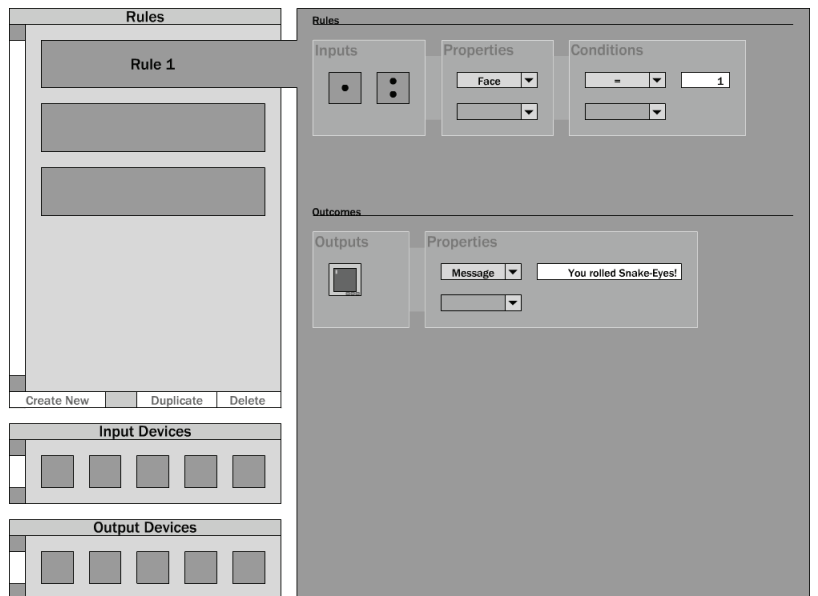 Rules
Rule 1
Create New
Duplicate
Delete
Input Devices
Output Devices
Rules
Inputs
Properties
Conditions
Face
=
1
Outcomes
Outputs
Properties
Message
You rolled Snake-Eyes!